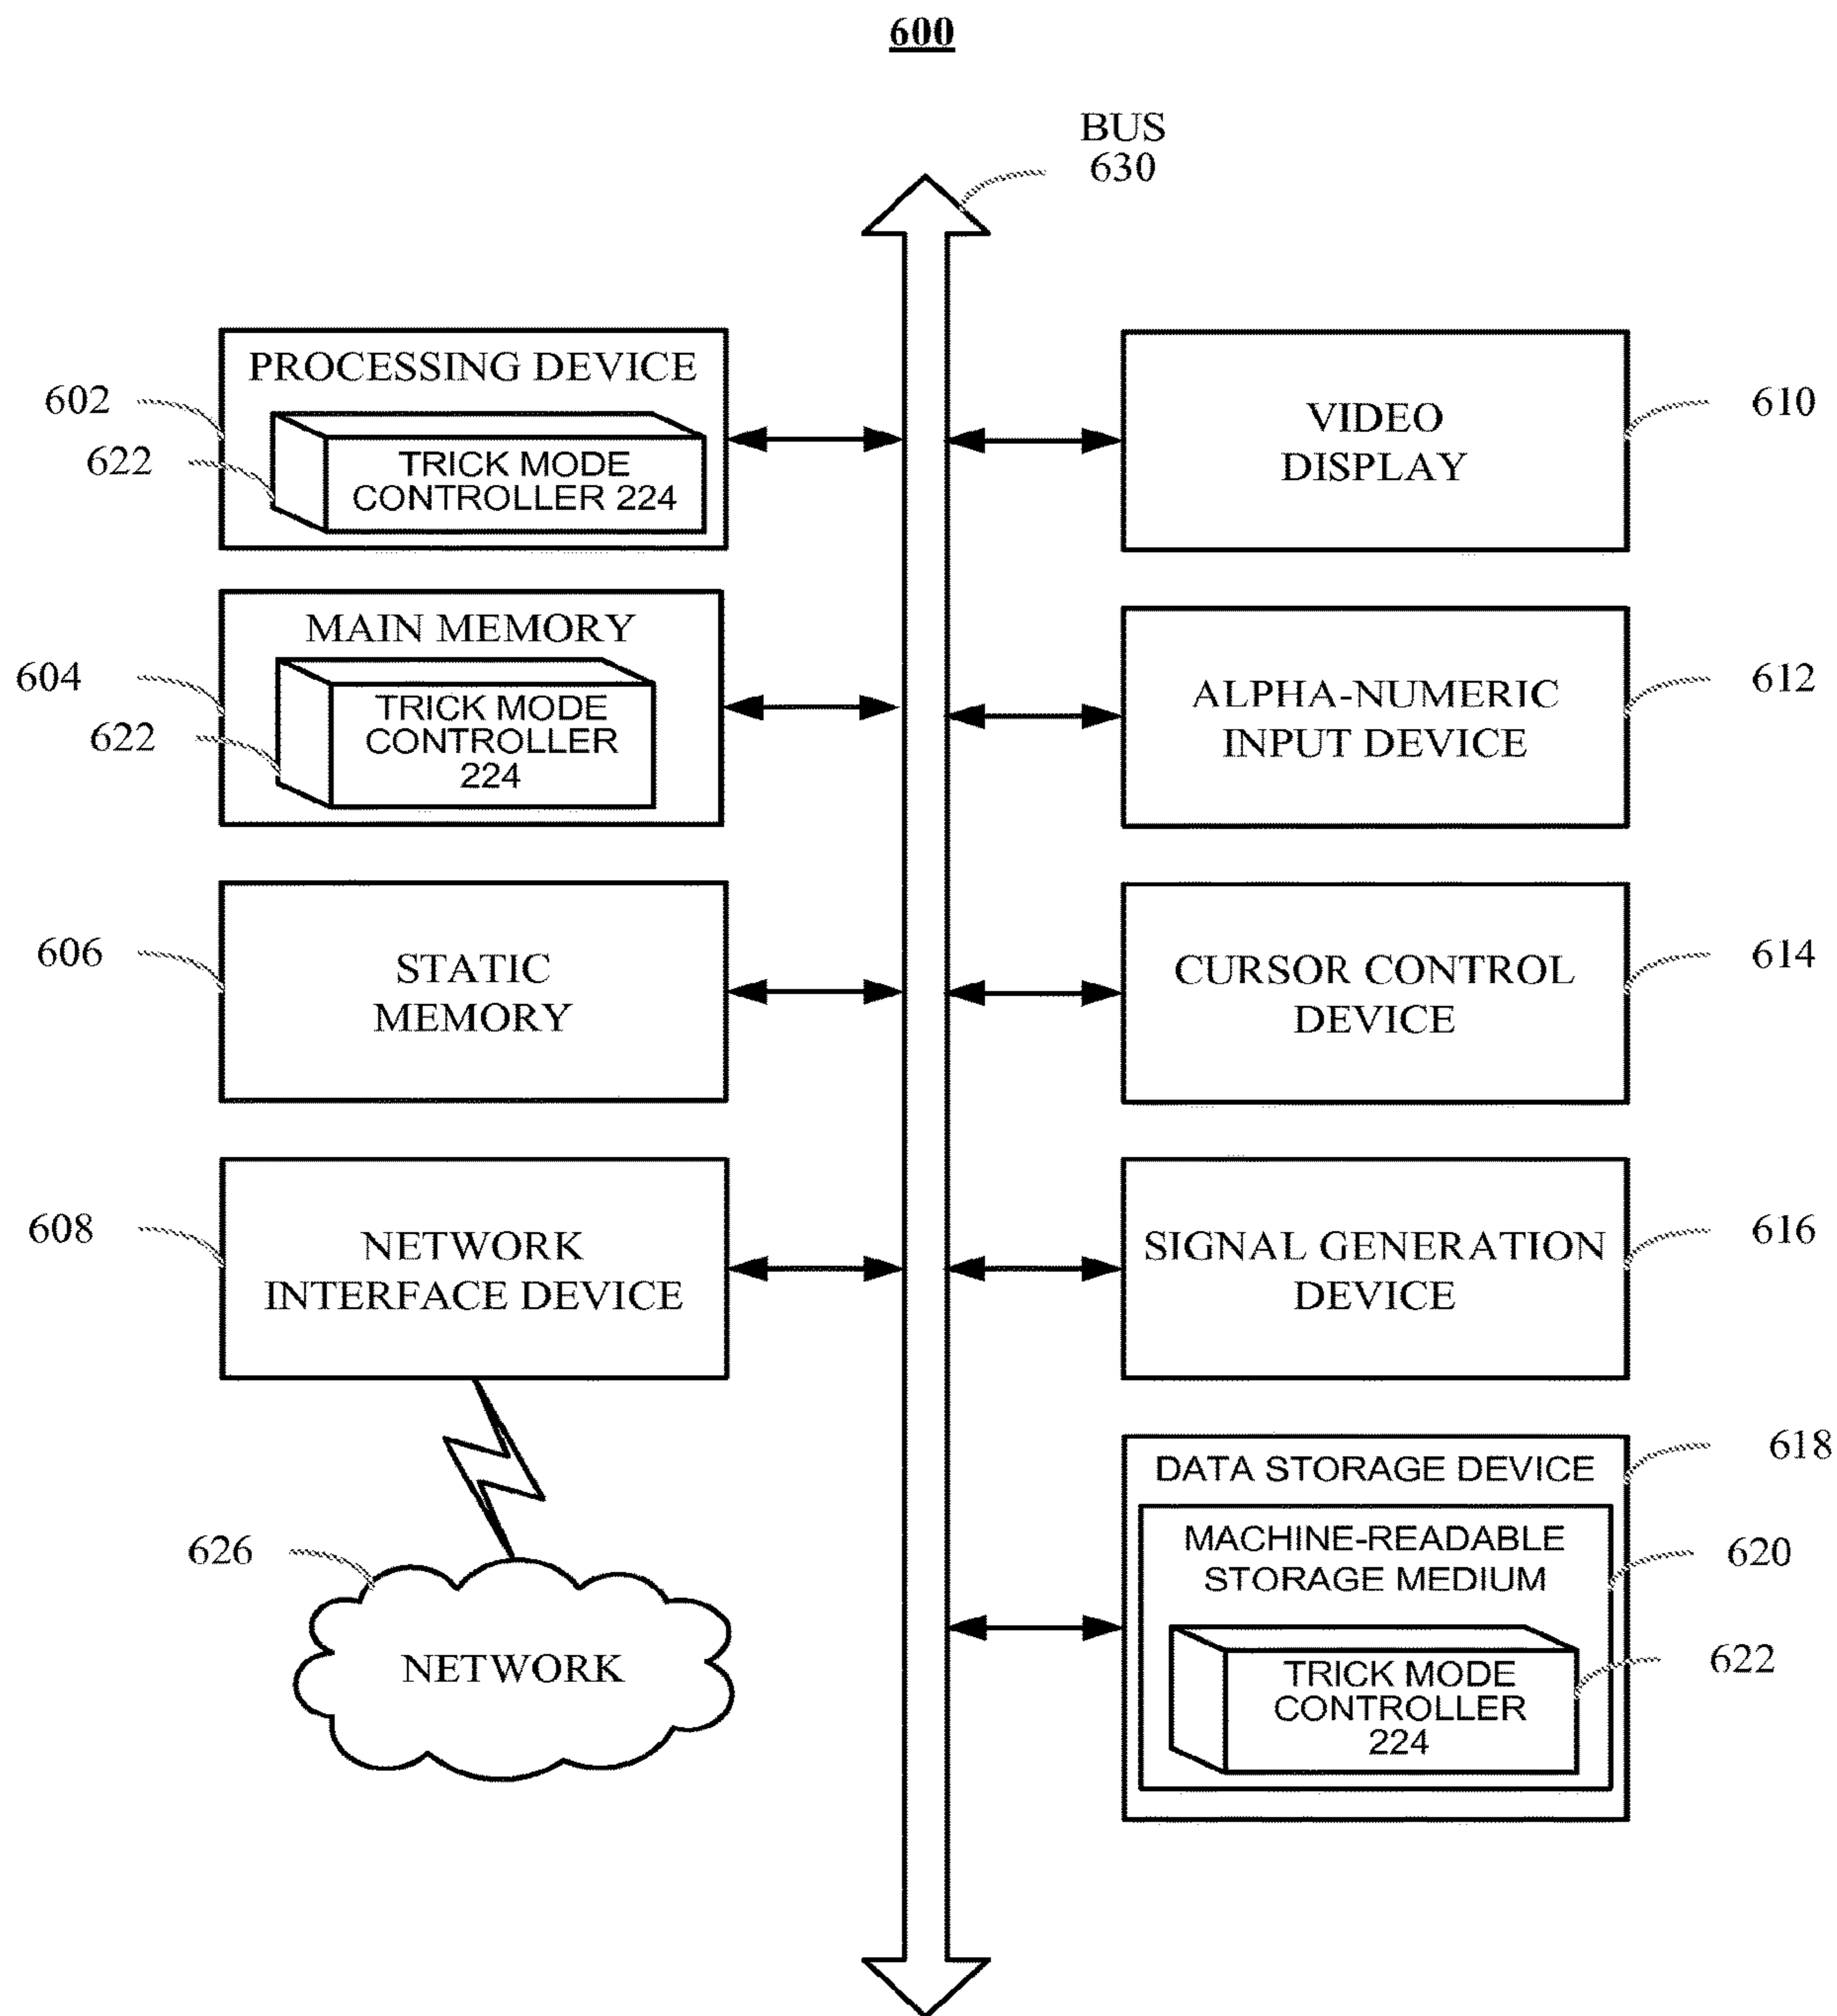 600
BUS
630
PROCESSING DEVICE
602
622
TRICK MODE
CONTROLLER 224
VIDEO
DISPLAY
610
MAIN MEMORY
604
622
TRICK MODE
CONTROLLER
224
ALPHA-NUMERIC
INPUT DEVICE
612
606
STATIC
MEMORY
CURSOR CONTROL
DEVICE
614
608
NETWORK
INTERFACE DEVICE
SIGNAL GENERATION
DEVICE
616
626
NETWORK
DATA STORAGE DEVICE
618
MACHINE-READABLE
STORAGE MEDIUM
620
TRICK MODE
CONTROLLER
224
622